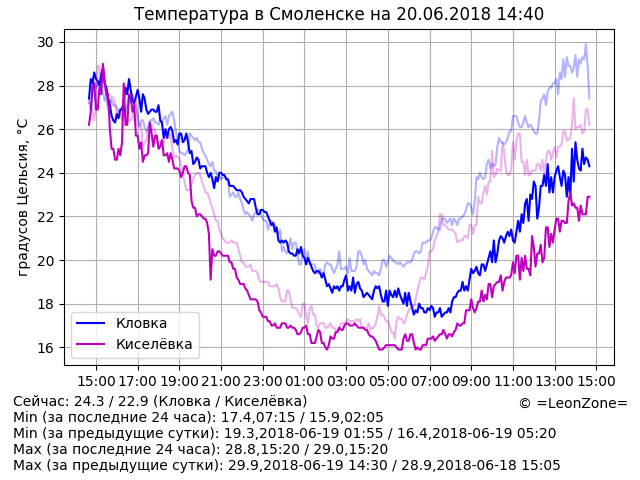 Температура в Смоленске на 20.06.2018 14:40
30
28
26
24
22
20
18
16
градусов Цельсия, °C
Кловка
Киселёвка
15:00 17:00 19:00 21:00 23:00 01:00 03:00 05:00 07:00 09:00 11:00 13:00 15:00
Сейчас: 24.3 / 22.9 (Кловка / Киселёвка)
© =LeonZone=
Min (за последние 24 часа): 17.4,07:15 / 15.9,02:05
Min (за предыдущие сутки): 19.3,2018-06-19 01:55 / 16.4,2018-06-19 05:20
Max (за последние 24 часа): 28.8,15:20 / 29.0,15:20
Max (за предыдущие сутки): 29.9,2018-06-19 14:30 / 28.9,2018-06-18 15:05